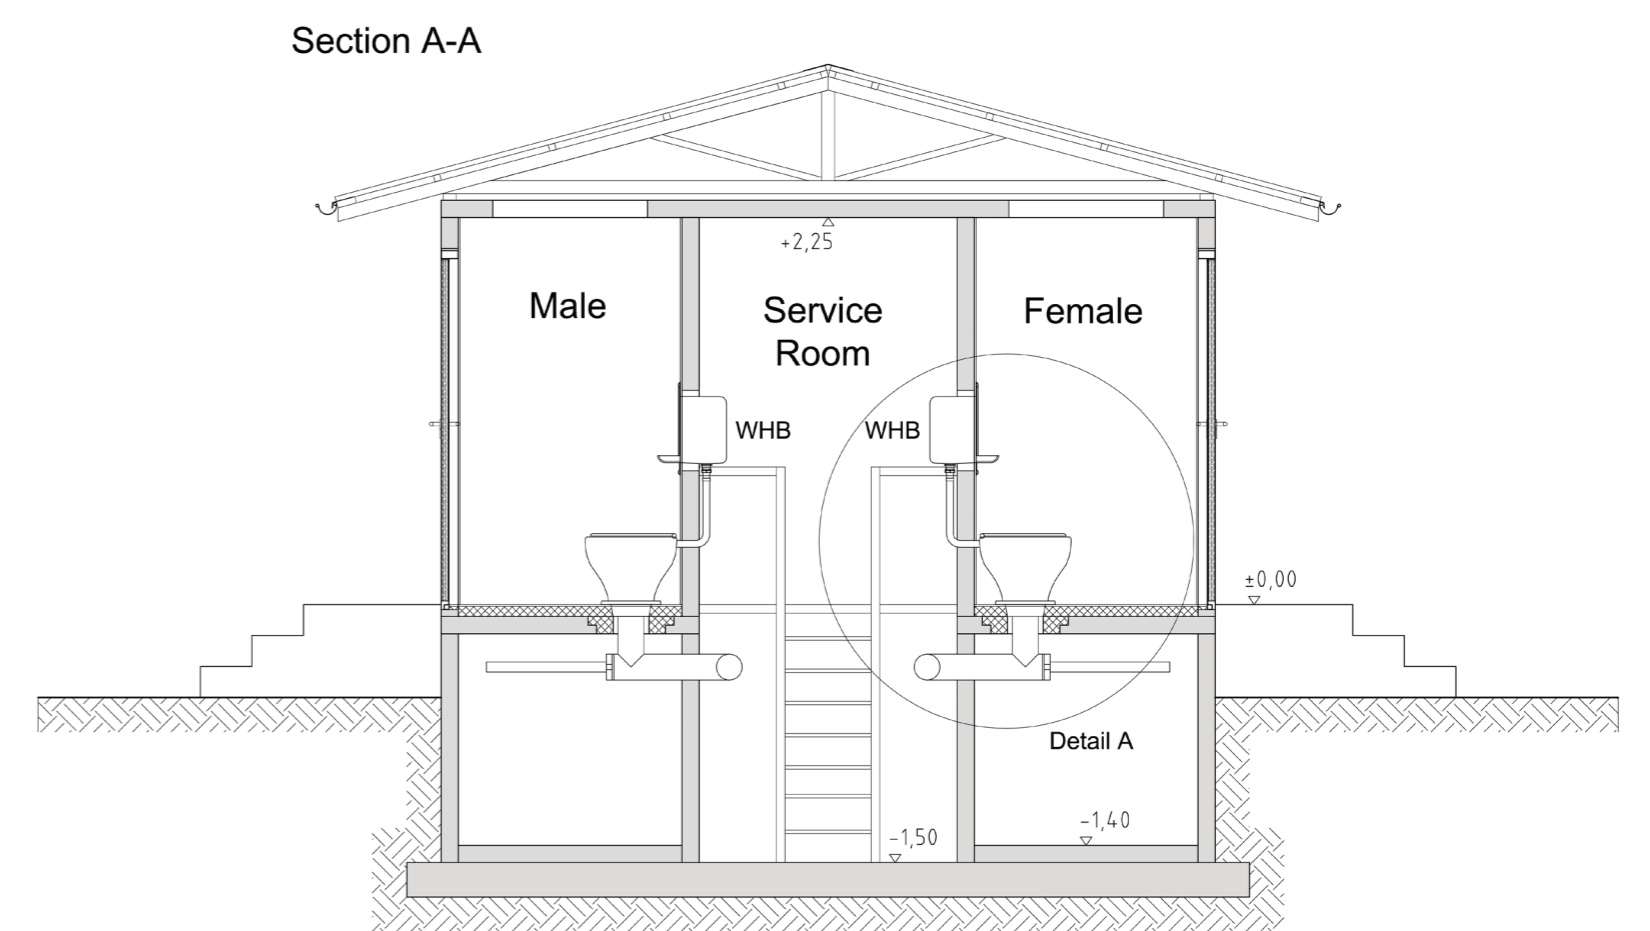 Section A-A
+2,25
Male
Service
Room
Female
WHB
WHB
±0,00
Detail A
-1,50
-1,40